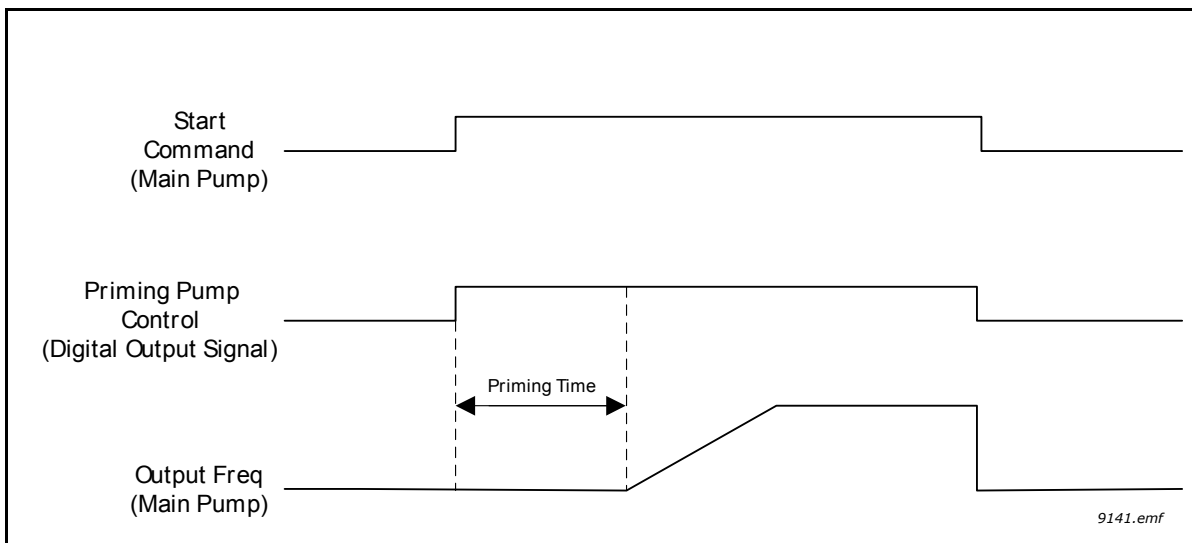 Start
Command
(Main Pump)
Priming Pump
Control
(Digital Output Signal)
Priming Time
Output Freq
(Main Pump)
9141.emf